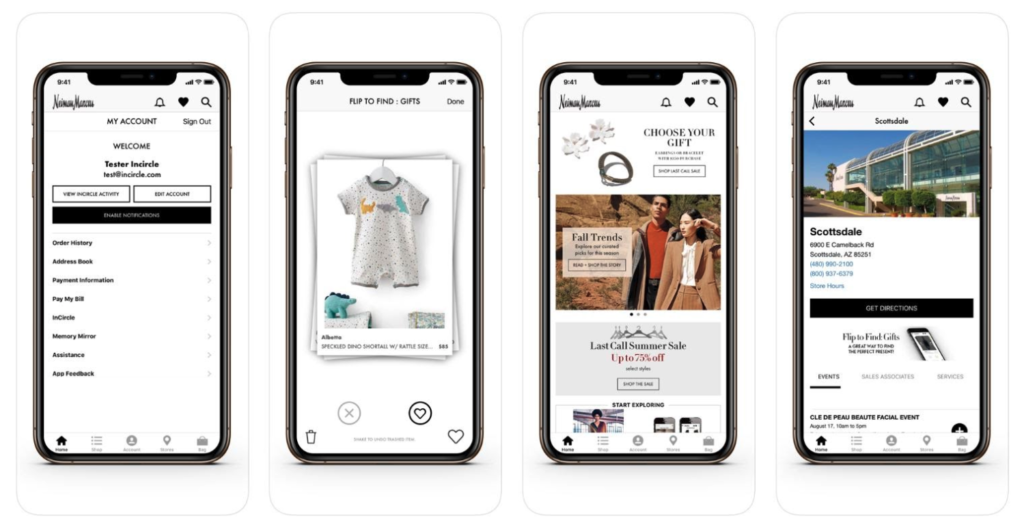 9:41
Neiman Marcus
MY ACCOUNT Sign Out
WELCOME
Tester Incircle
test@incircle.com
VIEW INCIRCLE ACTIVITY EDIT ACCOUNT
ENABLE NOTIFICATIONS
Order History
Address Book
Payment Information
Pay My Bill
InCircle
Memory Mirror
Assistance
App Feedback
Home Shop Account Stores Bag
9:41
FLIP TO FIND : GIFTS Done
Albetta
SPECKLED DINO SHORTALL W/ RATTLE SIZE... $85
SHAKE TO UNDO TRASHED ITEM
9:41
Neiman Marcus
CHOOSE YOUR
GIFT
EARRINGS OR BRACELET
SHOP LAST CALL SALE
Fall Trends
Explore our curated
picks for the season
READ + SHOP THE STORY
Last Call Summer Sale
Up to 75% off
select styles
SHOP THE SALE
START EXPLORING
Home Shop Account Stores Bag
9:41
Neiman Marcus
Scottsdale
Scottsdale
6900 E Camelback Rd
Scottsdale, AZ 85251
(480) 990-2100
(800) 937-6379
Store Hours
GET DIRECTIONS
Flip to Find: Gifts
A GREAT WAY TO FIND
THE PERFECT PRESENT!
EVENTS SALES ASSOCIATES SERVICES
CLE DE PEAU BEAUTE FACIAL EVENT
August 17, 10am to 5pm
Home Shop Account Stores Bag